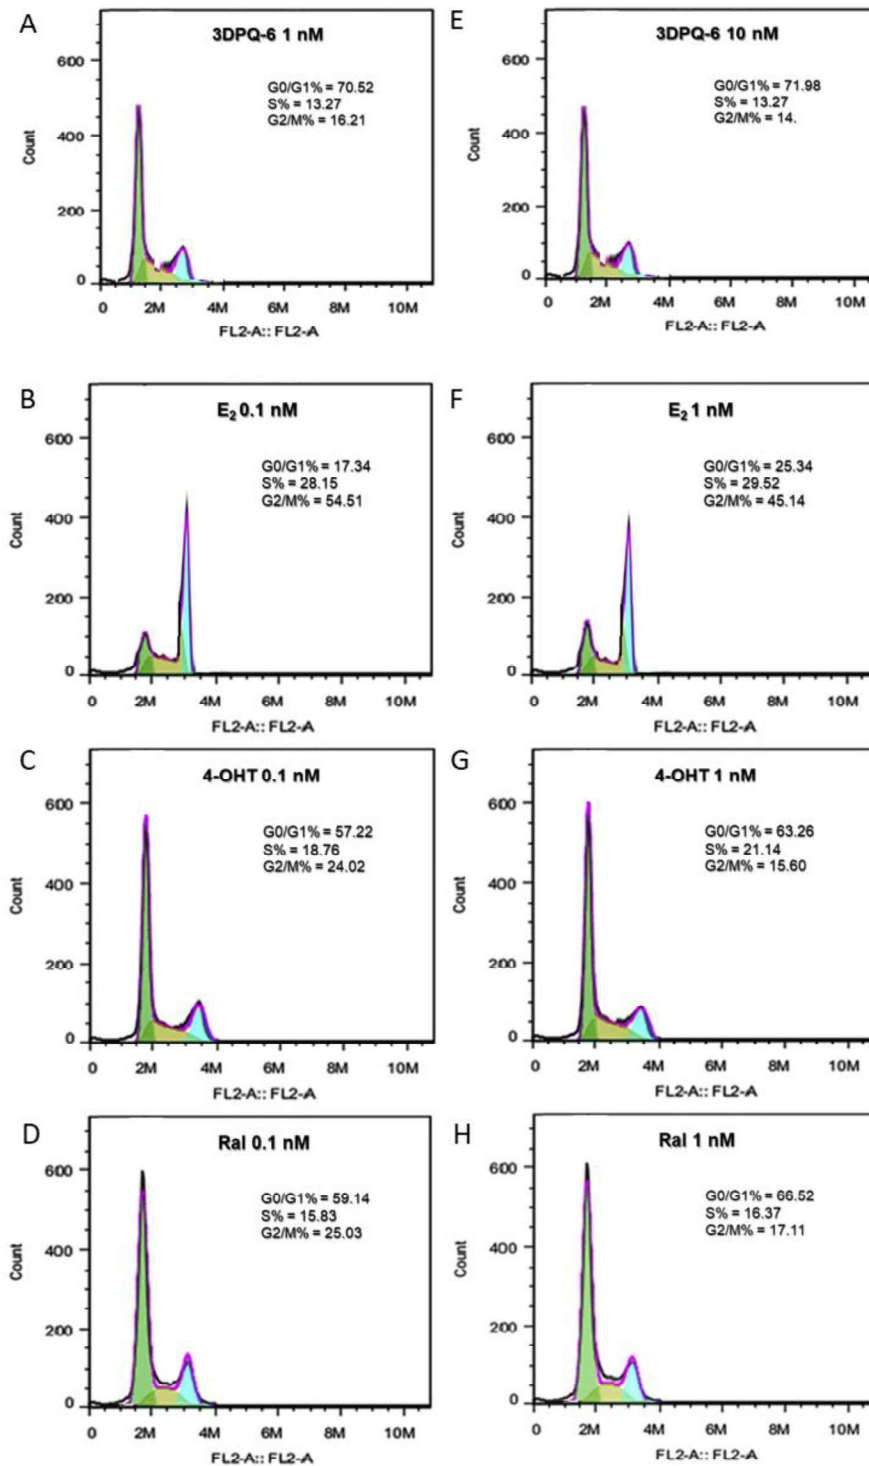 A
3DPQ-6 1 nM
G0/G1% = 70.52
S% = 13.27
G2/M% = 16.21
600
400
200
0
Count
0 2M 4M 6M 8M 10M
FL2-A:: FL2-A
E
3DPQ-6 10 nM
G0/G1% = 71.98
S% = 13.27
G2/M% = 14.
600
400
200
0
Count
0 2M 4M 6M 8M 10M
FL2-A:: FL2-A
B
E2 0.1 nM
G0/G1% = 17.34
S% = 28.15
G2/M% = 54.51
600
400
200
0
Count
0 2M 4M 6M 8M 10M
FL2-A:: FL2-A
F
E2 1 nM
G0/G1% = 25.34
S% = 29.52
G2/M% = 45.14
600
400
200
0
Count
0 2M 4M 6M 8M 10M
FL2-A:: FL2-A
C
4-OHT 0.1 nM
G0/G1% = 57.22
S% = 18.76
G2/M% = 24.02
600
400
200
0
Count
0 2M 4M 6M 8M 10M
FL2-A:: FL2-A
G
4-OHT 1 nM
G0/G1% = 63.26
S% = 21.14
G2/M% = 15.60
600
400
200
0
Count
0 2M 4M 6M 8M 10M
FL2-A:: FL2-A
D
Ral 0.1 nM
G0/G1% = 59.14
S% = 15.83
G2/M% = 25.03
600
400
200
0
Count
0 2M 4M 6M 8M 10M
FL2-A:: FL2-A
H
Ral 1 nM
G0/G1% = 66.52
S% = 16.37
G2/M% = 17.11
600
400
200
0
Count
0 2M 4M 6M 8M 10M
FL2-A:: FL2-A